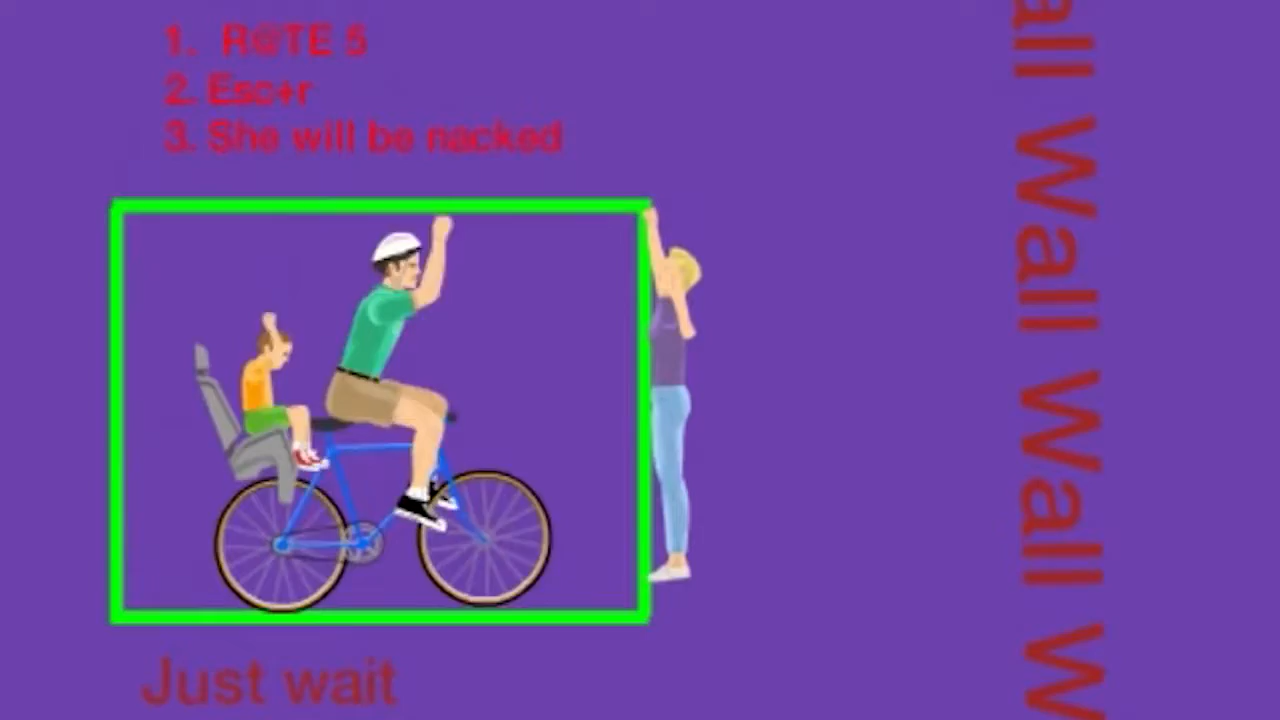 1. R@TE 5
2. Esc+r
3. She will be nacked
Just wait
all Wall Wall W